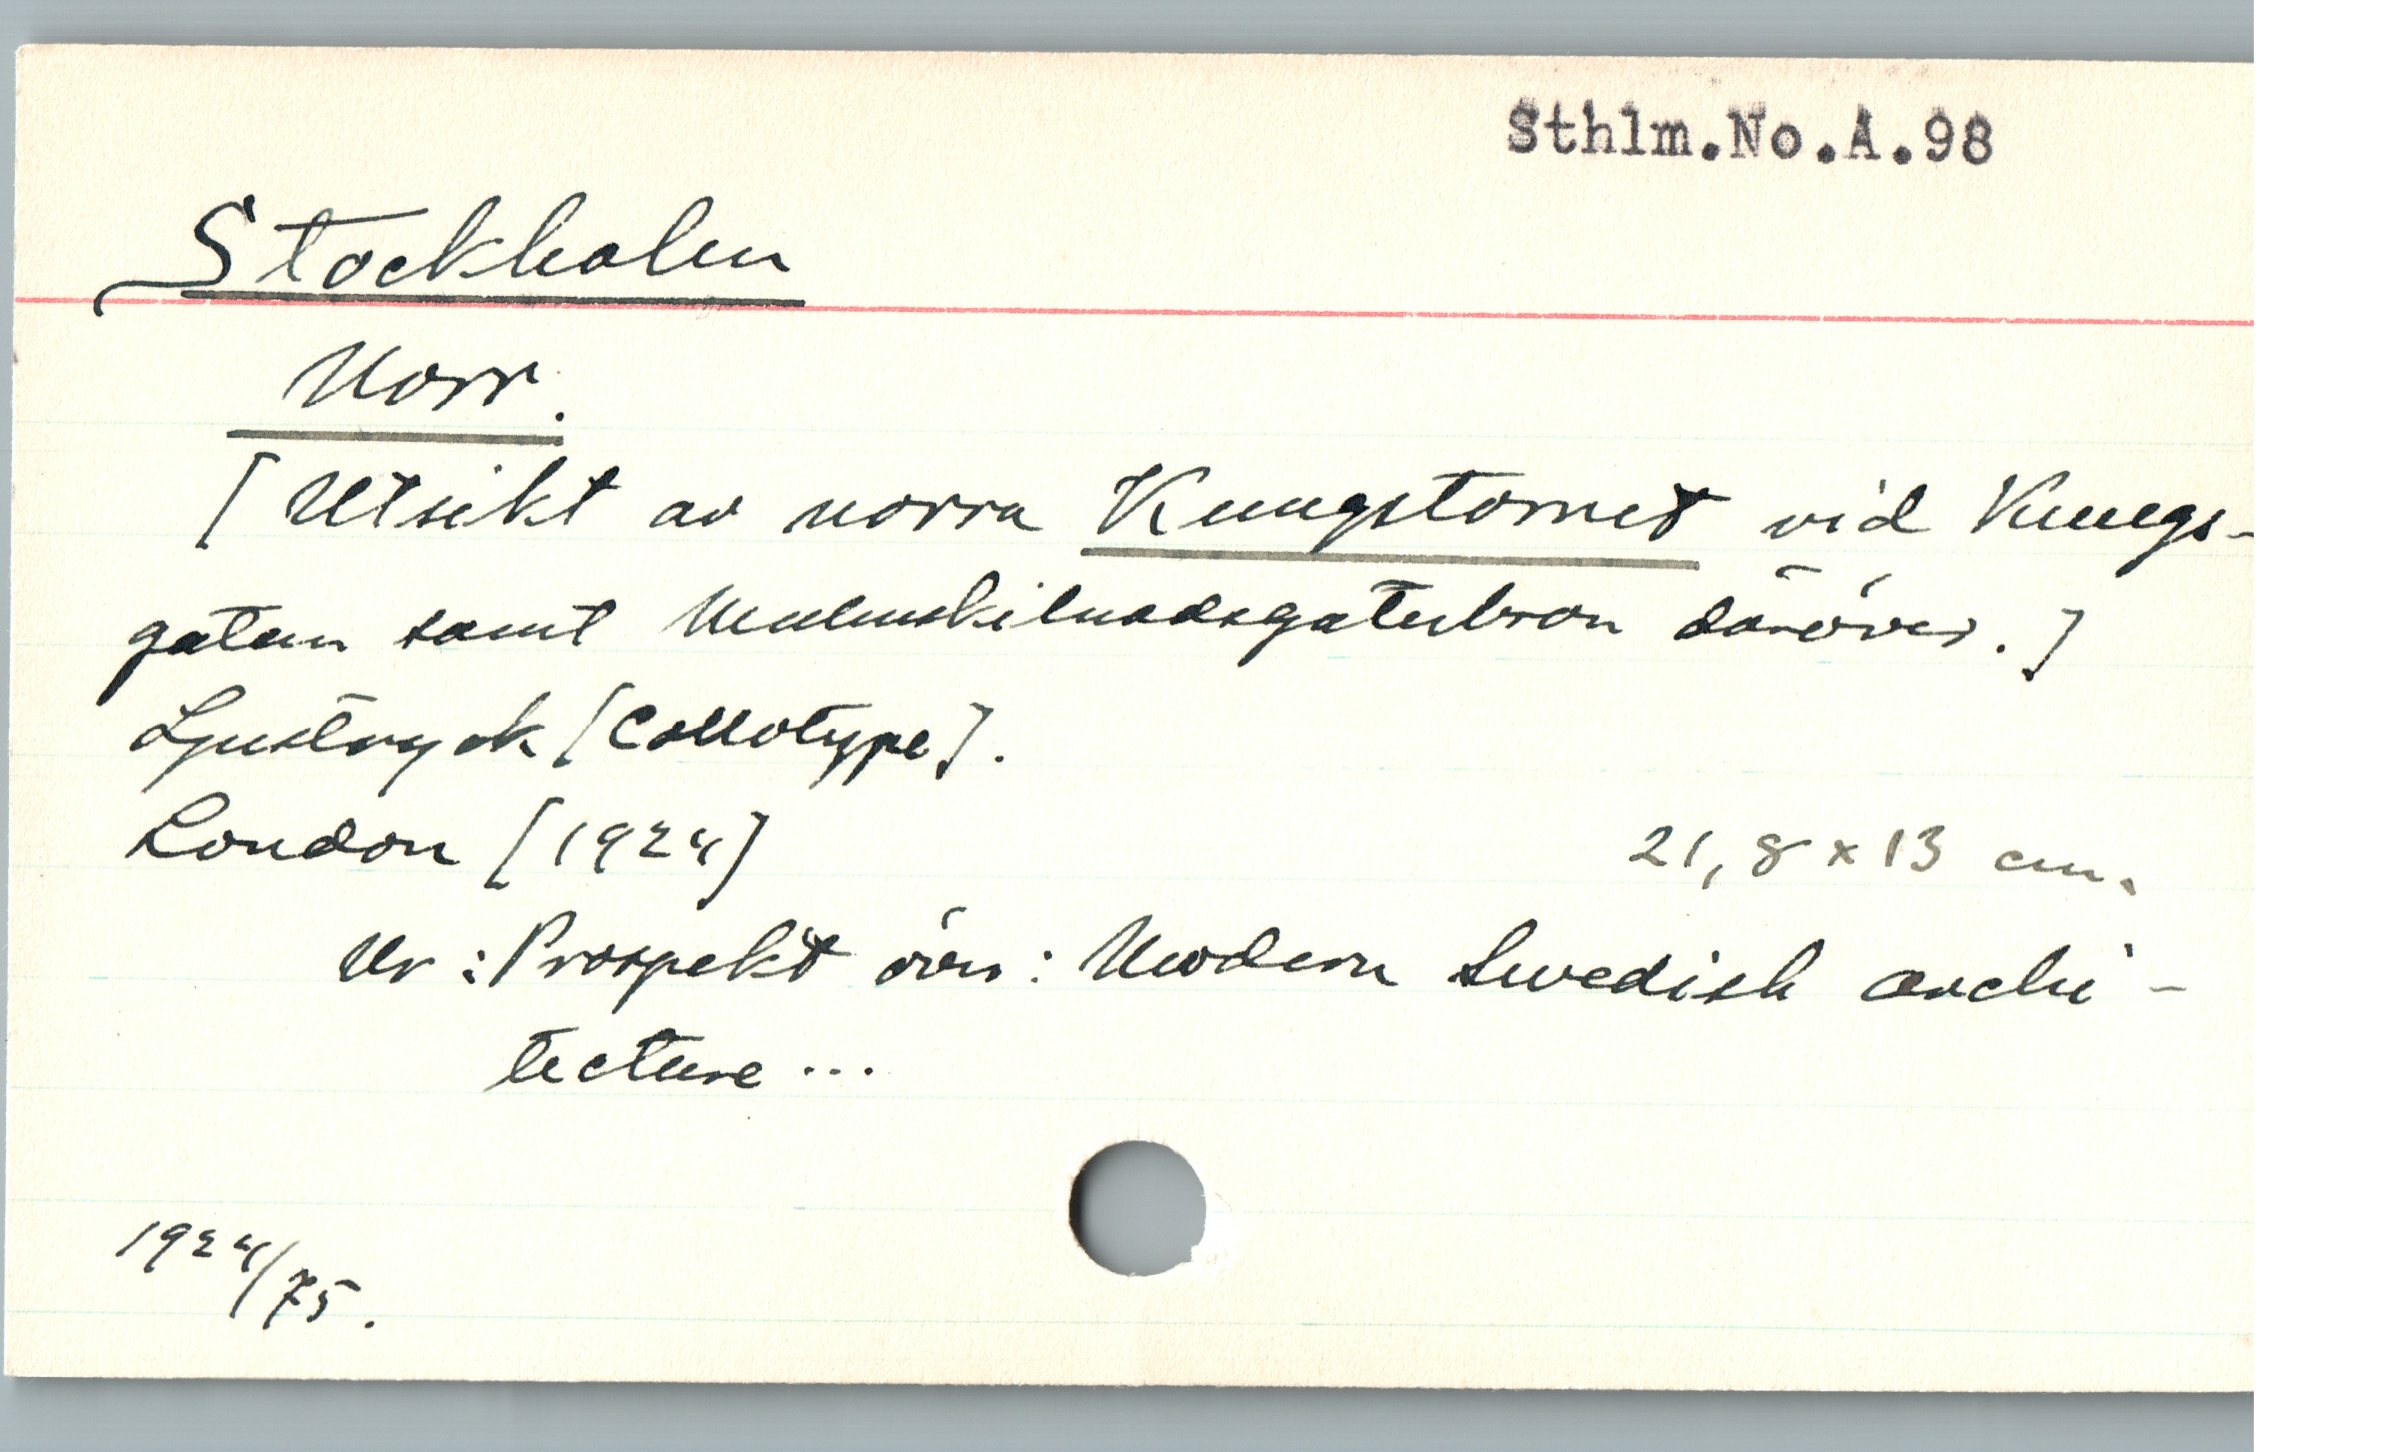 Sthlm.No.A.98
Stockholm
Norr.
[Utsikt av norra Kungstornet vid Kungs-
gatan samt Malmskilnadsgatubron däröver.]
Ljustryck [Collotype].
London [1924]
21,8 x 13 cm.
Ur: Prospekt över: Modern Swedish archi-
tecture...
1924/75.